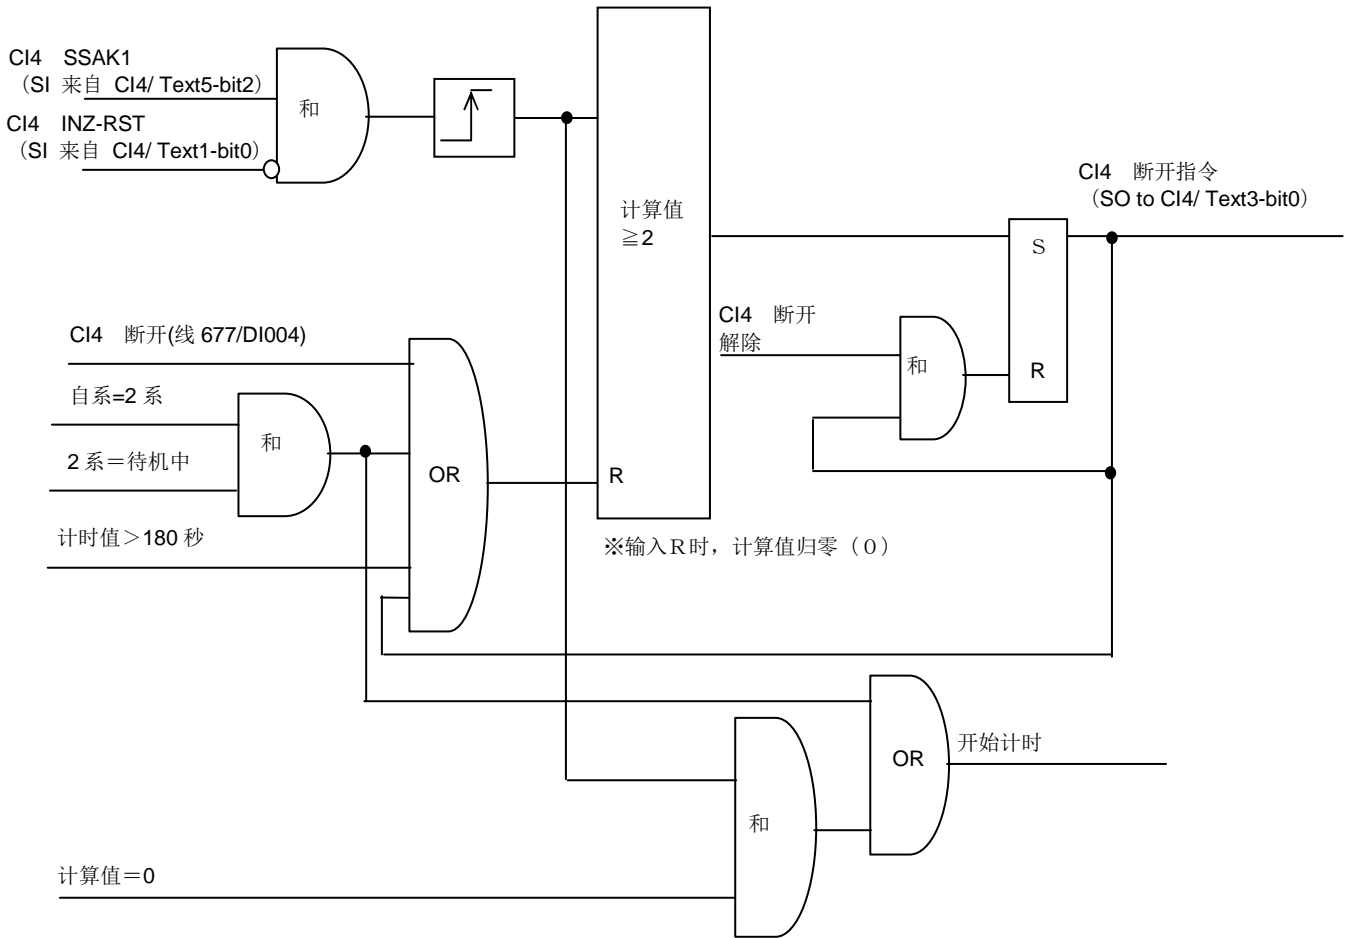 CI4 SSAK1
（SI 来自 CI4/ Text5-bit2）
和
CI4 INZ-RST
（SI 来自 CI4/ Text1-bit0）
计算值
≧2
R
※输入R时，计算值归零（0）
CI4 断开指令
（SO to CI4/ Text3-bit0）
S
R
CI4 断开
解除
和
CI4 断开(线 677/DI004)
自系=2 系
和
2 系＝待机中
OR
计时值＞180 秒
OR
开始计时
和
计算值＝0